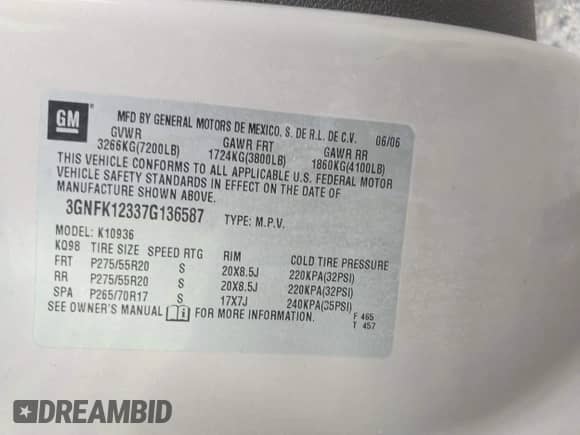 GM ®
MFD BY GENERAL MOTORS DE MEXICO, S. DE R.L. DE C.V. 06/06
GVWR GAWR FRT GAWR RR
3266KG(7200LB) 1724KG(3800LB) 1860KG(4100LB)
THIS VEHICLE CONFORMS TO ALL APPLICABLE U.S. FEDERAL MOTOR
VEHICLE SAFETY STANDARDS IN EFFECT ON THE DATE OF
MANUFACTURE SHOWN ABOVE.
3GNFK12337G136587 TYPE: M.P.V.
MODEL: K10936
KQ98 TIRE SIZE SPEED RTG RIM COLD TIRE PRESSURE
FRT P275/55R20 S 20X8.5J 220KPA(32PSI)
RR P275/55R20 S 20X8.5J 220KPA(32PSI)
SPA P265/70R17 S 17X7J 240KPA(35PSI)
SEE OWNER'S MANUAL FOR MORE INFORMATION. F 465
T 457
DREAMBID